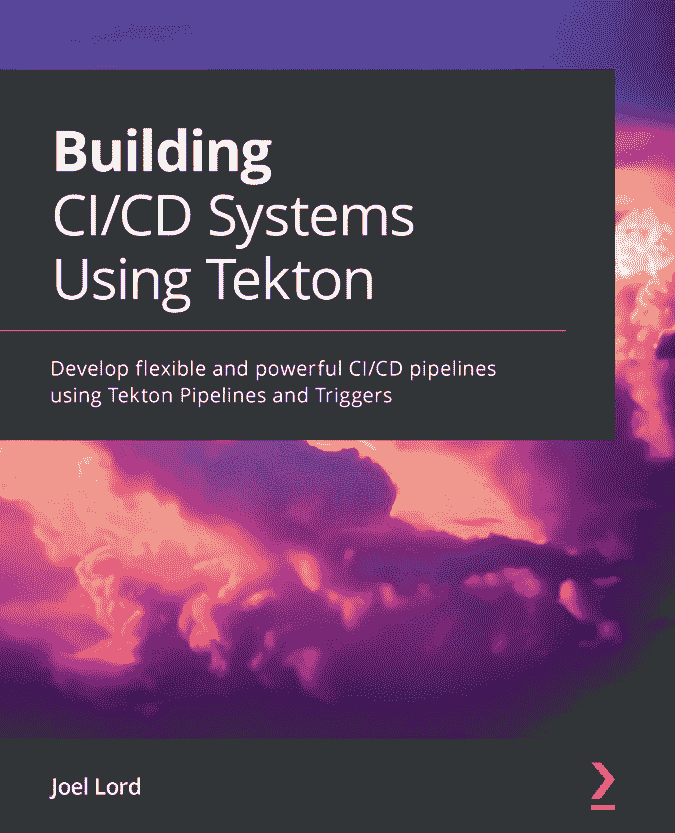 Building
CI/CD Systems
Using Tekton
Develop flexible and powerful CI/CD pipelines
using Tekton Pipelines and Triggers
Joel Lord